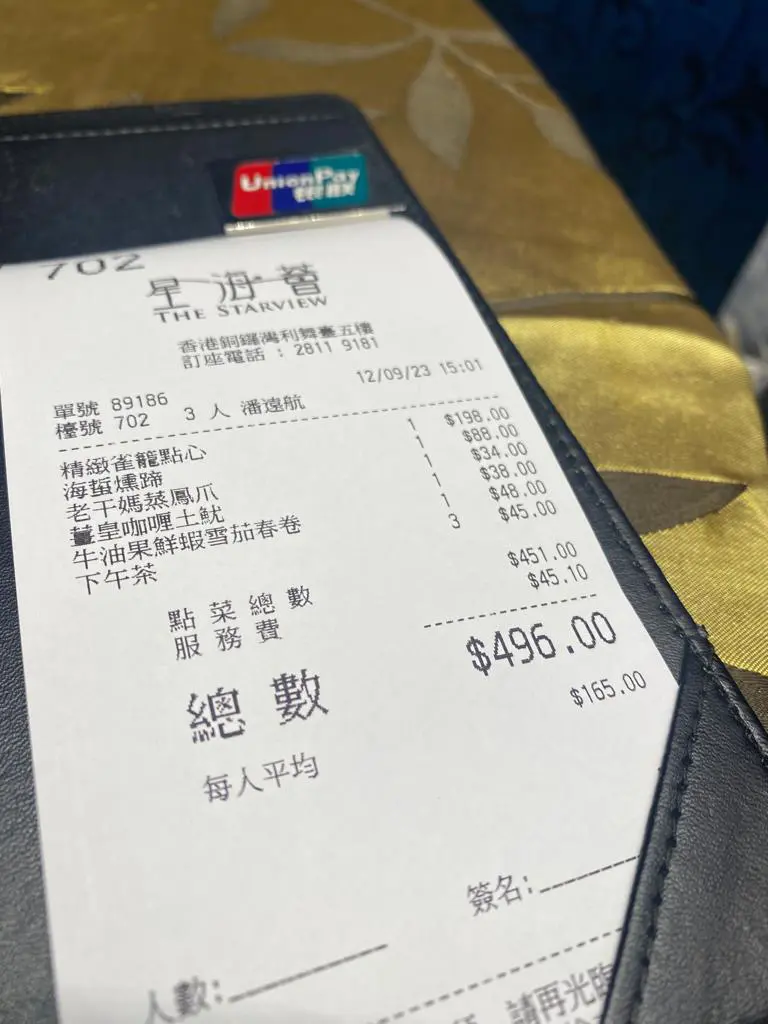 UnionPay
银联
702
星海薈
THE STARVIEW
香港銅鑼灣利舞臺五樓
訂座電話 : 2811 9181
12/09/23 15:01
單號 89186
檯號 702 3 人 潘遠航
精緻雀籠點心 1 $198.00
海蜇燻蹄 1 $88.00
老干媽蒸鳳爪 1 $34.00
薑皇咖喱土魷 1 $38.00
牛油果鮮蝦雪茄春卷 1 $48.00
下午茶 3 $45.00
點菜總數 $451.00
服務費 $45.10
總數 $496.00
每人平均 $165.00
簽名:
人數:
請再光臨